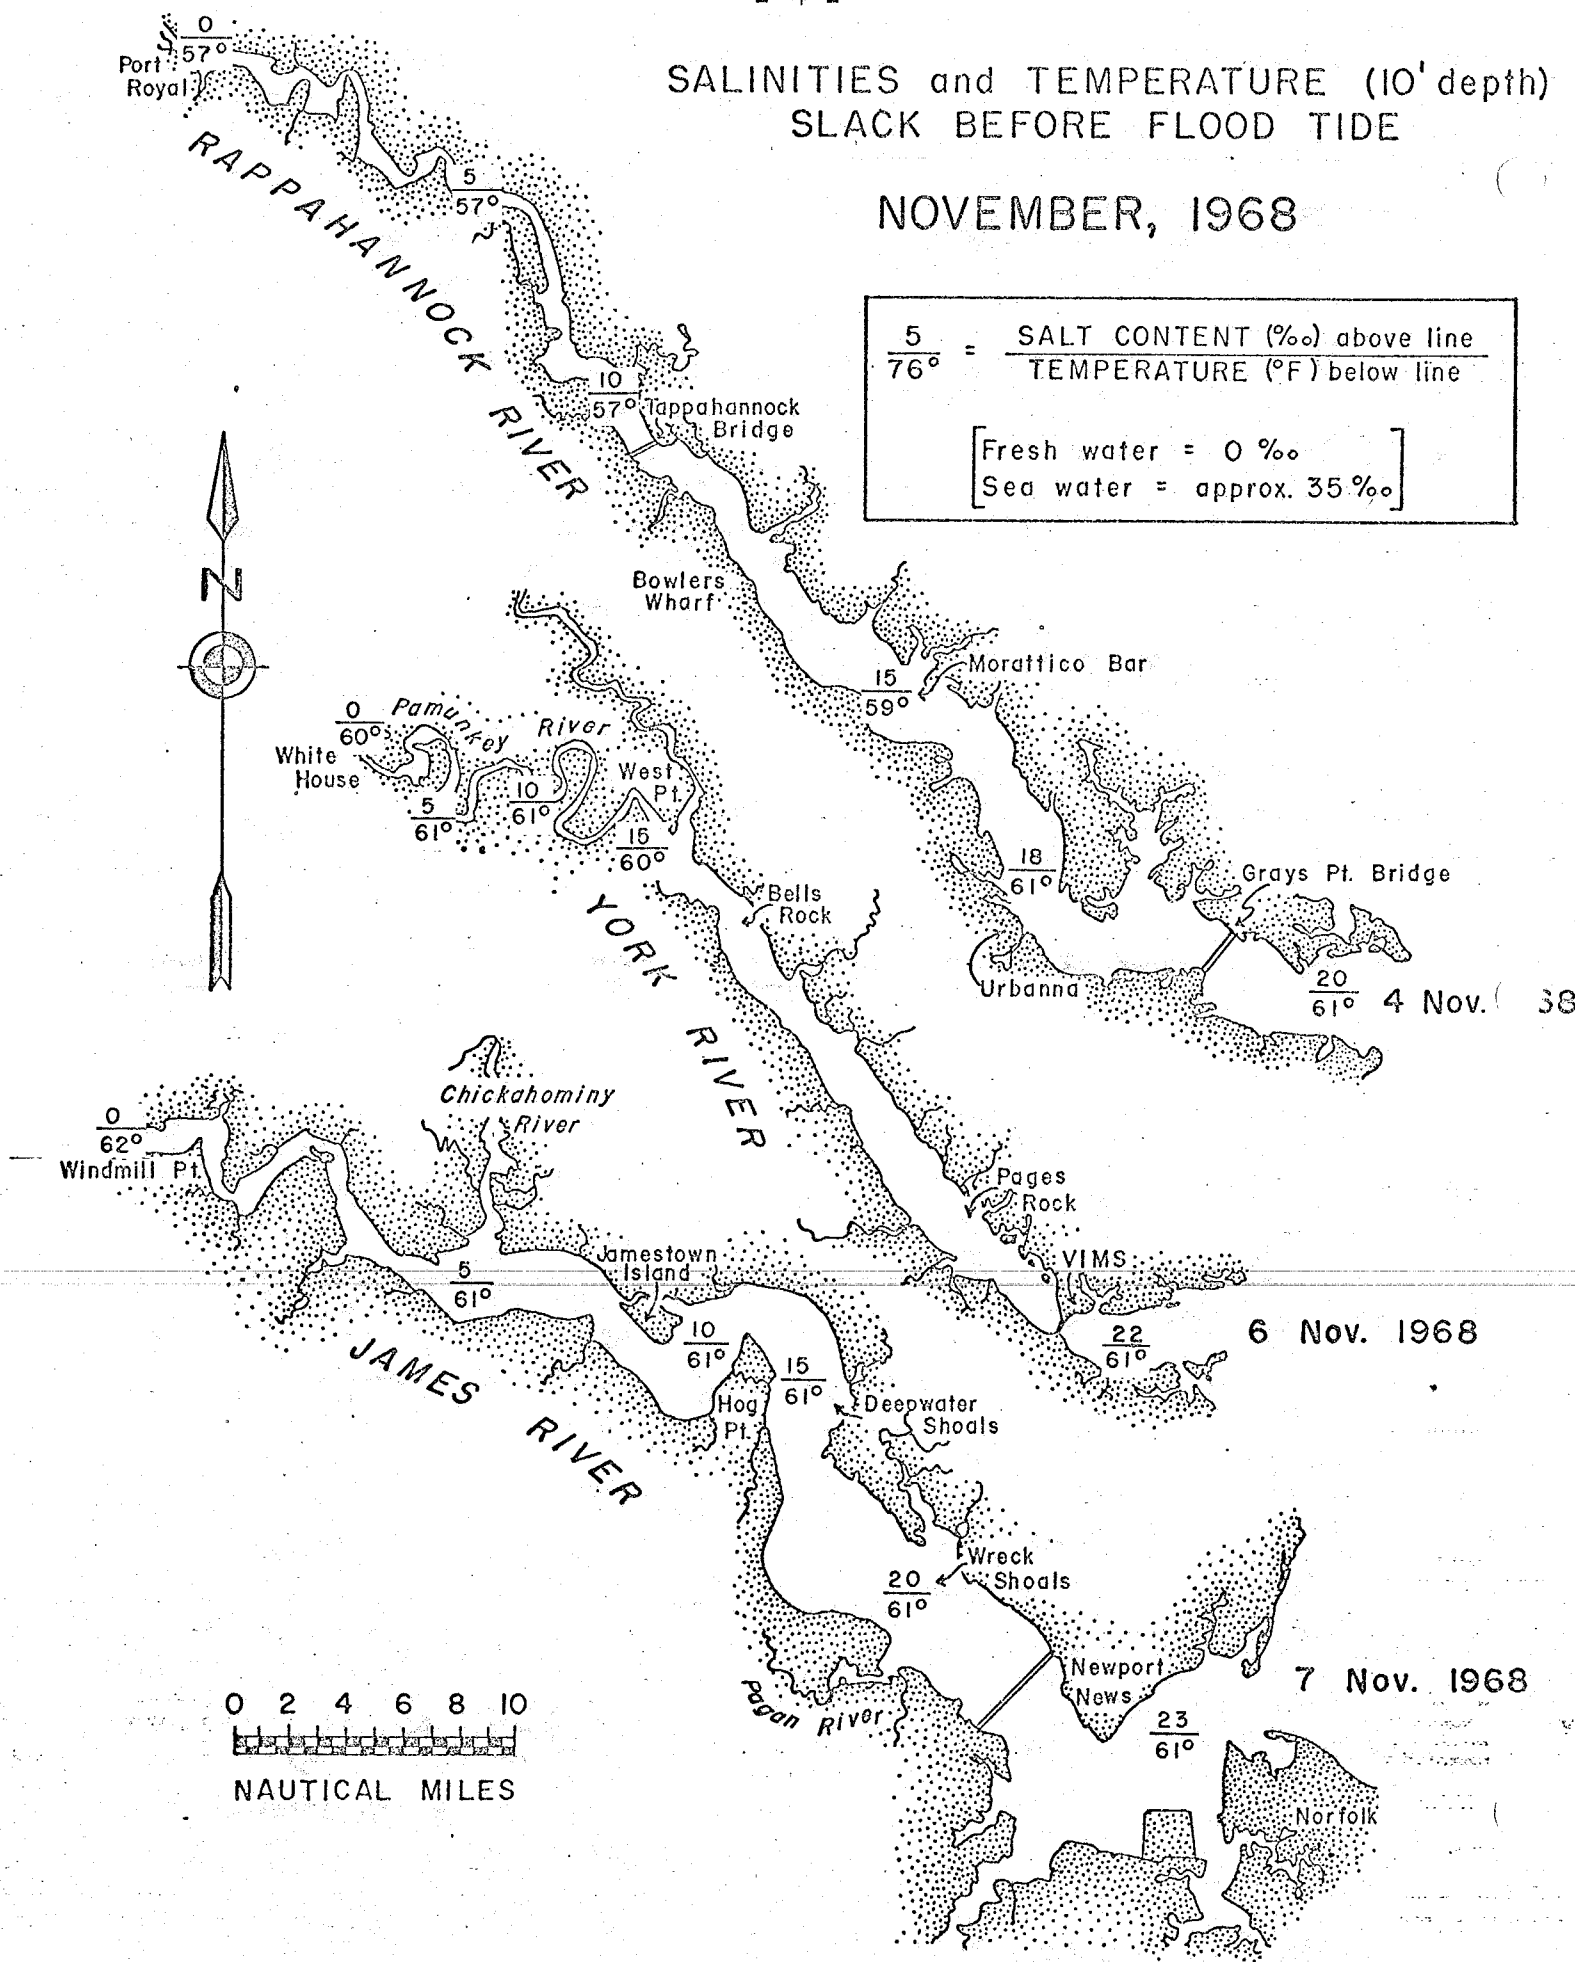 SALINITIES and TEMPERATURE (10' depth)
SLACK BEFORE FLOOD TIDE
NOVEMBER, 1968
5
76° = SALT CONTENT (‰) above line
TEMPERATURE (°F) below line
[Fresh water = 0 ‰
Sea water = approx. 35 ‰]
0
57°
Port
Royal
RAPPAHANNOCK RIVER
5
57°
10
57°
Tappahannock
Bridge
Bowlers
Wharf
Morattico Bar
15
59°
18
61°
Grays Pt. Bridge
Urbanna
20
61°
4 Nov. 68
N
0
60°
Pamunkey River
White
House
5
61°
10
61°
West
Pt.
15
60°
Bells
Rock
YORK RIVER
Pages
Rock
VIMS
22
61°
6 Nov. 1968
Chickahominy
River
0
62°
Windmill Pt.
5
61°
Jamestown
Island
10
61°
JAMES RIVER
Hog
Pt.
15
61°
Deepwater
Shoals
Wreck
Shoals
20
61°
Newport
News
Pagan River
23
61°
7 Nov. 1968
Norfolk
0 2 4 6 8 10
NAUTICAL MILES